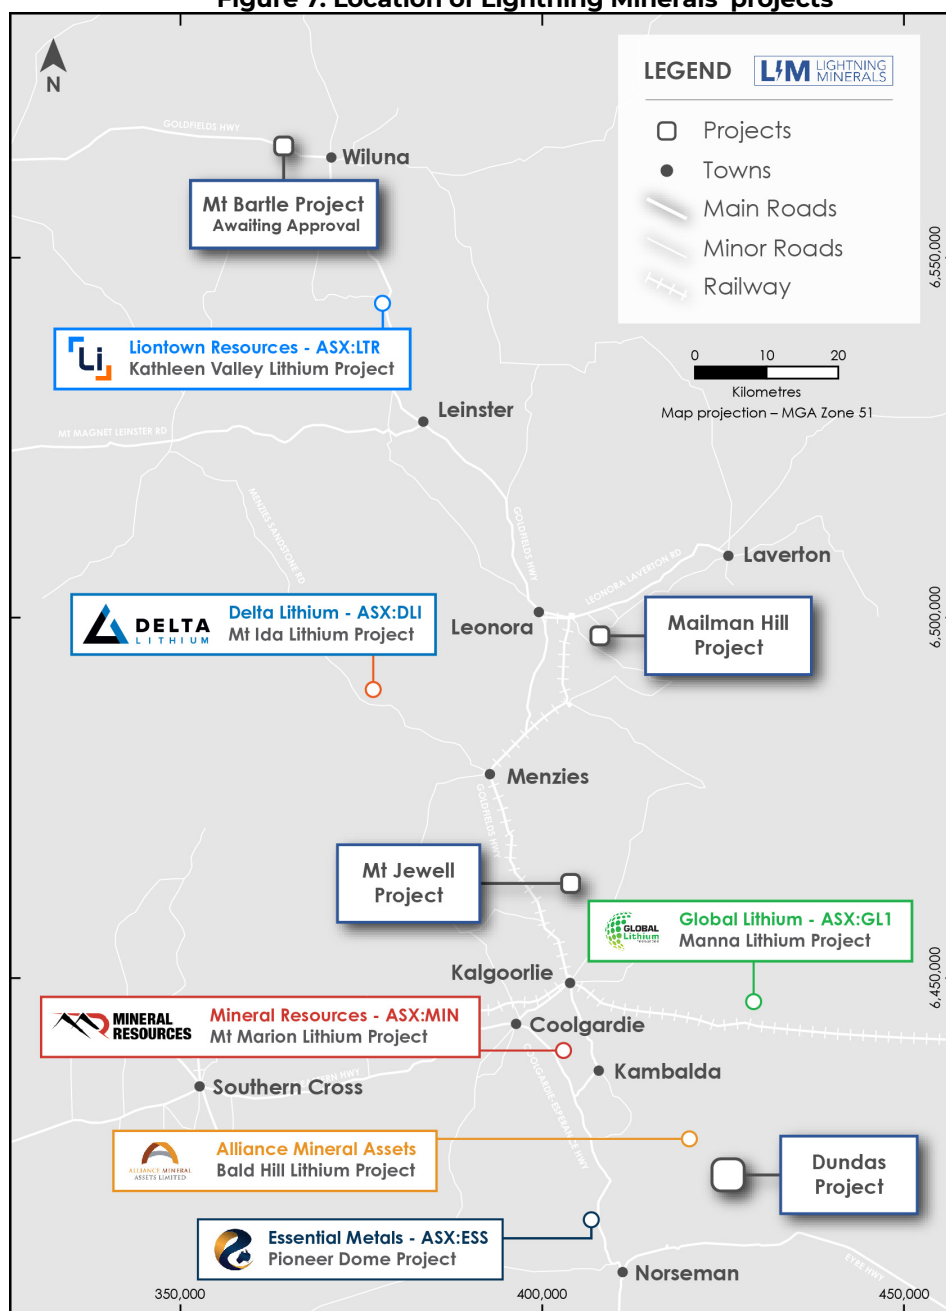 Figure 7: Location of Lightning Minerals' projects
N
LEGEND
LIM LIGHTNING
MINERALS
Projects
Towns
Main Roads
Minor Roads
Railway
0 10 20
Kilometres
Map projection – MGA Zone 51
GOLDFIELDS HWY
Wiluna
Mt Bartle Project
Awaiting Approval
6,550,000
Li
Liontown Resources - ASX:LTR
Kathleen Valley Lithium Project
Leinster
MT MAGNET LEINSTER RD
MENZIES SANDSTONE RD
GOLDFIELDS HWY
Laverton
LEONORA LAVERTON RD
DELTA
LITHIUM
Delta Lithium - ASX:DLI
Mt Ida Lithium Project
Leonora
Mailman Hill
Project
6,500,000
Menzies
GOLDFIELDS HWY
Mt Jewell
Project
GLOBAL
Lithium
Global Lithium - ASX:GL1
Manna Lithium Project
Kalgoorlie
6,450,000
MINERAL
RESOURCES
Mineral Resources - ASX:MIN
Mt Marion Lithium Project
Coolgardie
Kambalda
Southern Cross
EASTERN HWY
COOLGARDIE-ESPERANCE HWY
ALLIANCE MINERAL
ASSETS LIMITED
Alliance Mineral Assets
Bald Hill Lithium Project
Dundas
Project
Essential Metals - ASX:ESS
Pioneer Dome Project
Norseman
EYRE HWY
350,000
400,000
450,000